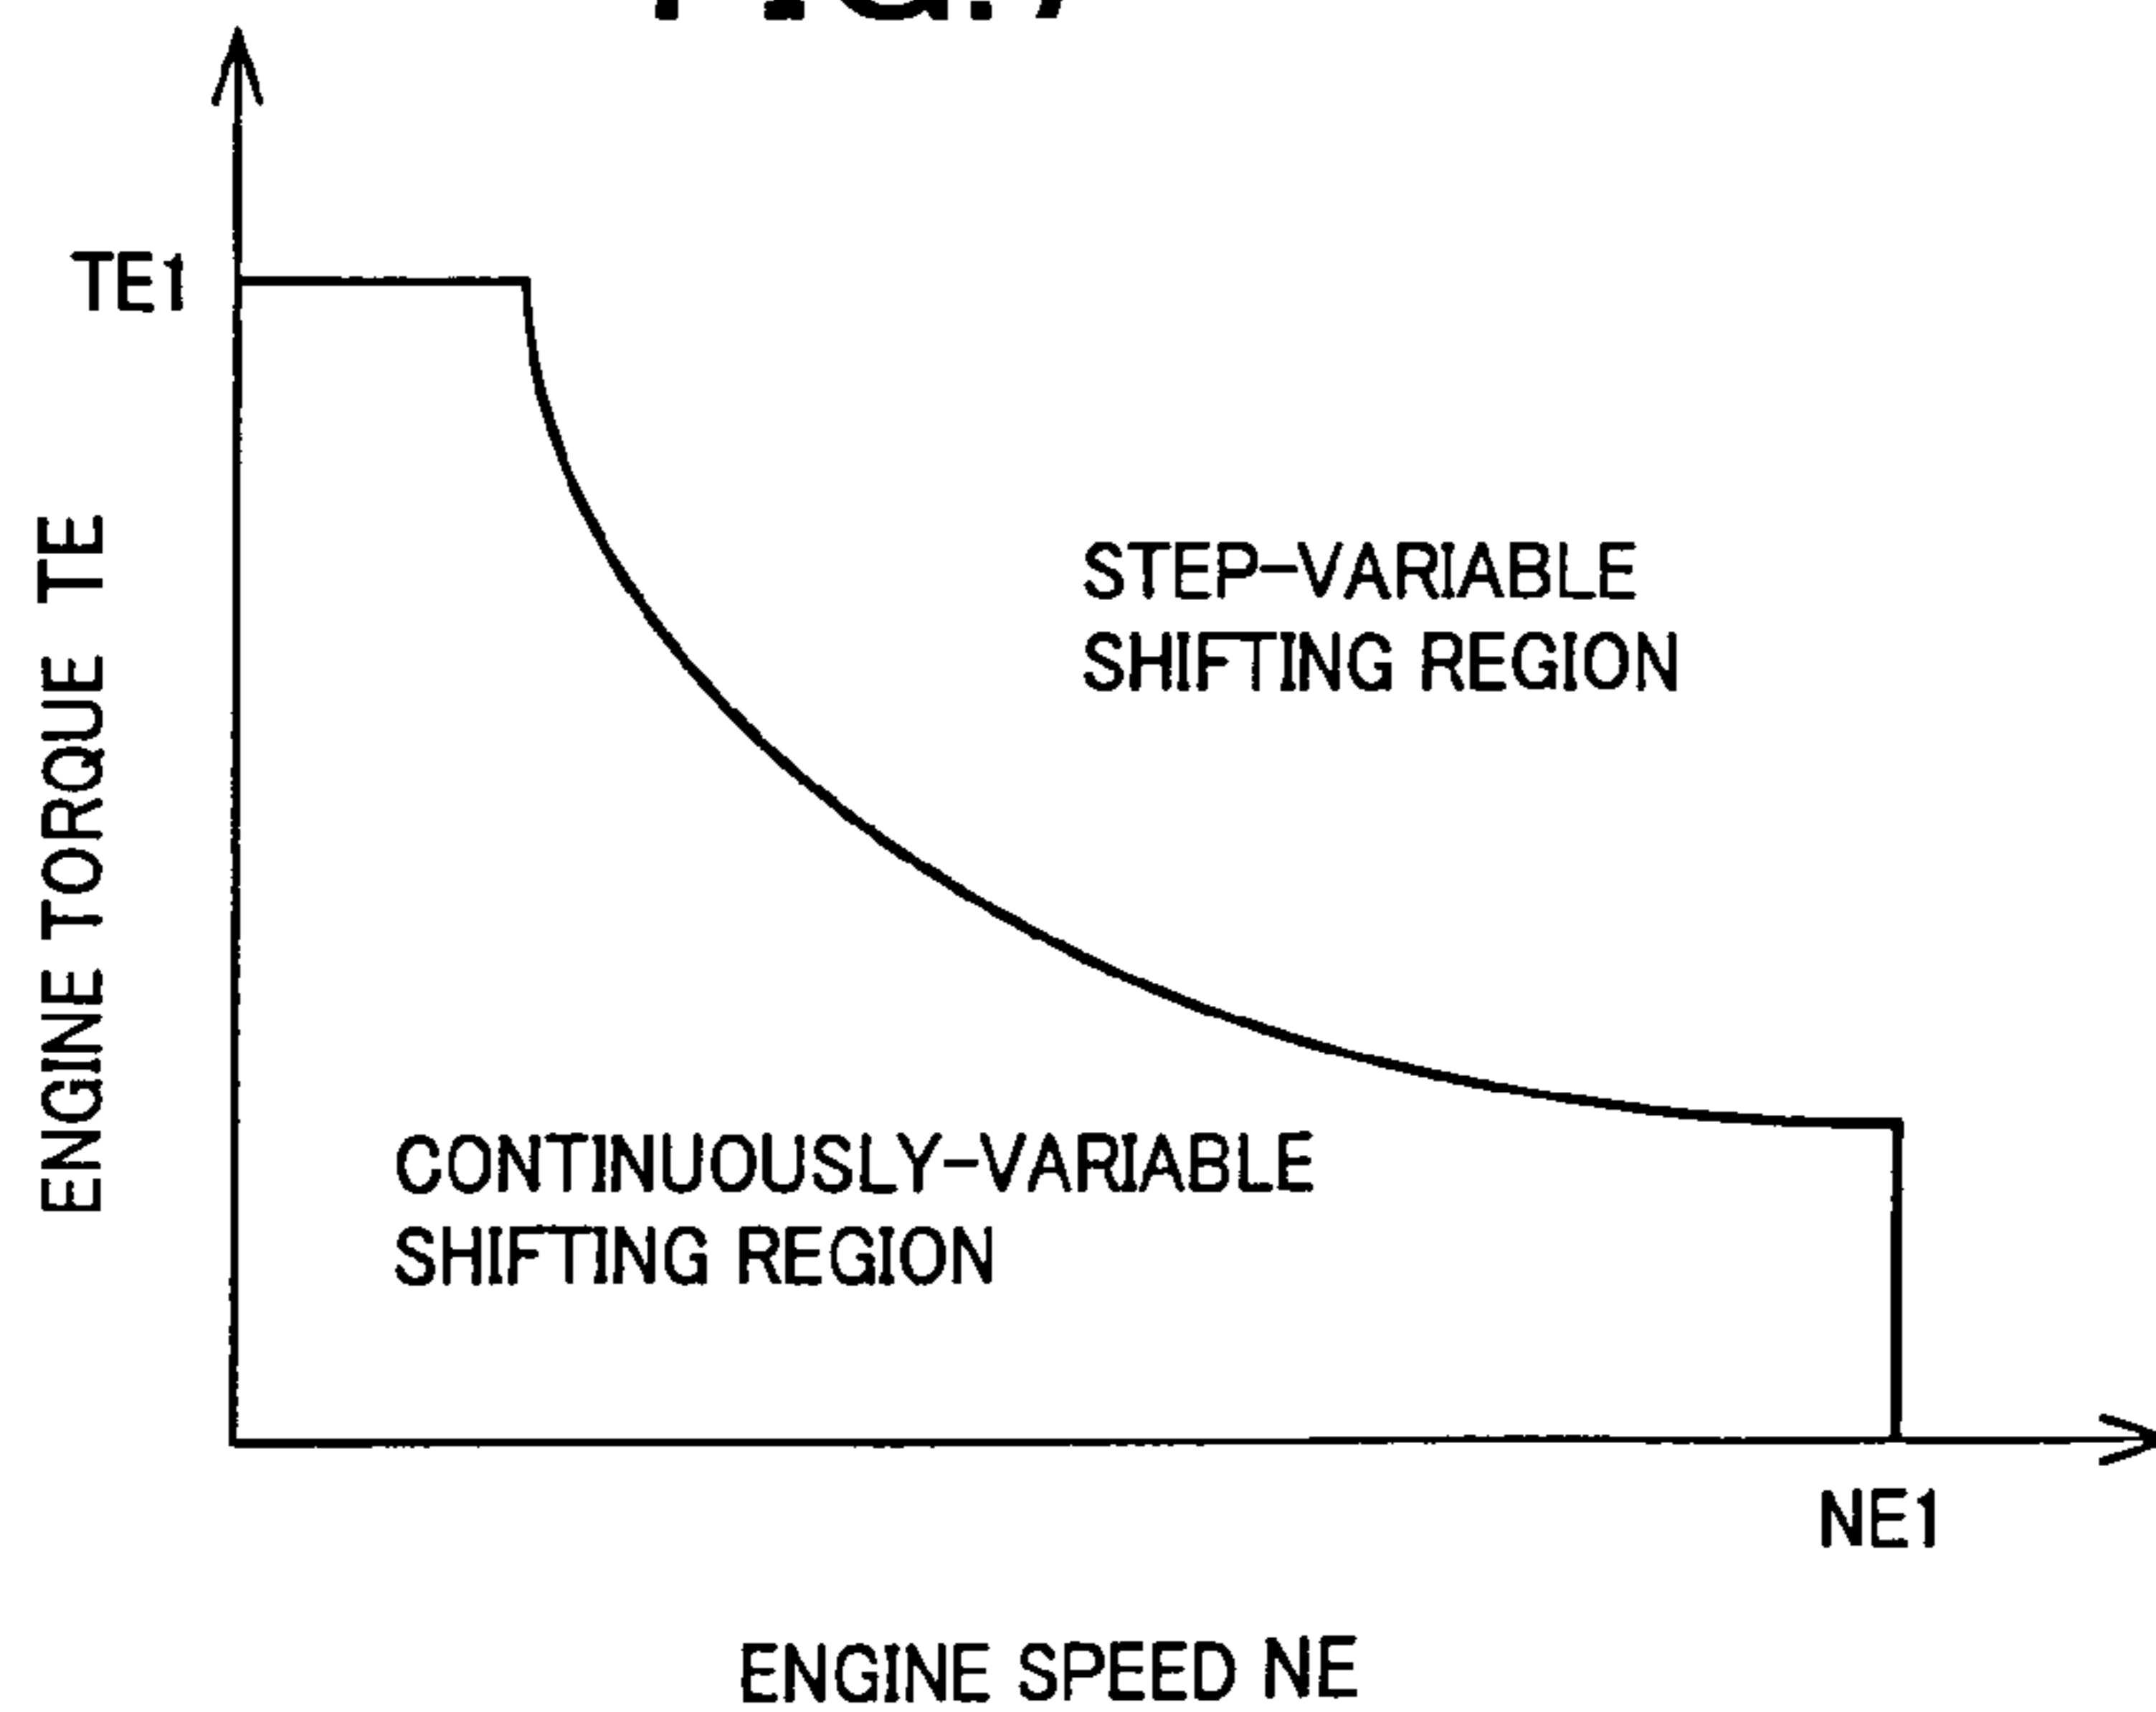 TE1
ENGINE TORQUE TE
STEP-VARIABLE
SHIFTING REGION
CONTINUOUSLY-VARIABLE
SHIFTING REGION
NE1
ENGINE SPEED NE